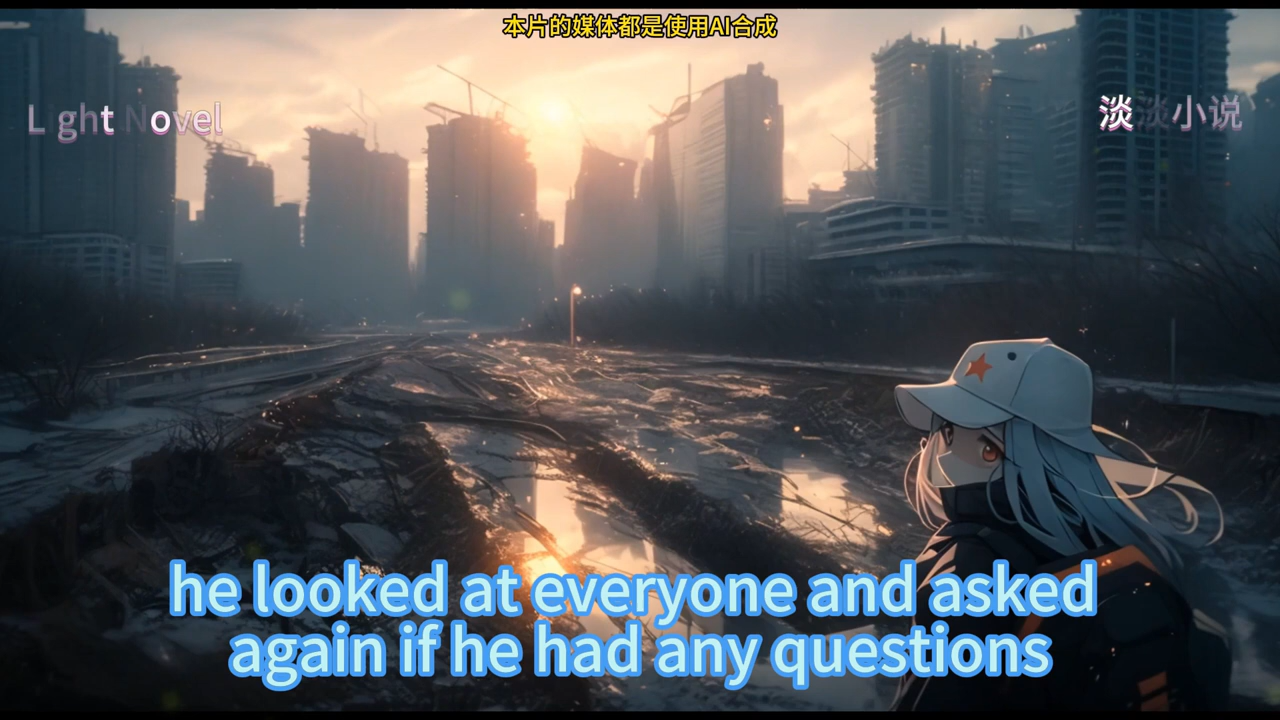 本片的媒体都是使用AI合成
Light Novel
淡淡小说
he looked at everyone and asked
again if he had any questions